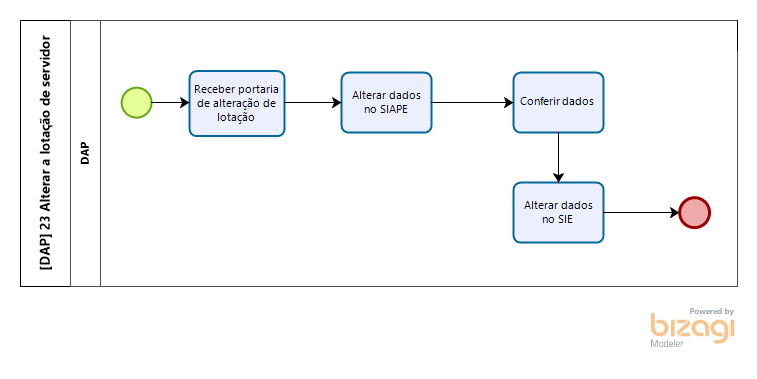 [DAP] 23 Alterar a lotação de servidor
DAP
Receber portaria
de alteração de
lotação
Alterar dados
no SIAPE
Conferir dados
Alterar dados
no SIE
Powered by
bizagi
Modeler